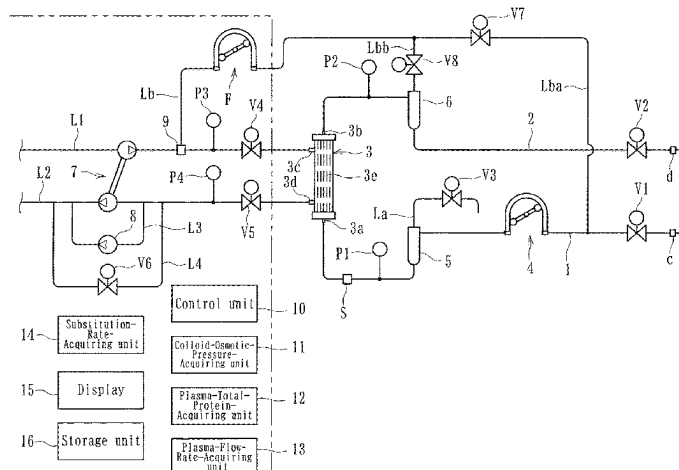 V7
Lbb
P2
V8
Lb
F
Lba
P3
V4
6
V2
L1
9
3b
2
3c
3
d
7
3d
3e
L2
P4
V3
V1
La
8
L3
V5
3a
P1
V6
L4
5
4
1
c
S
Control unit
10
14
Substitution-
Rate-
Acquiring unit
Colloid-Osmotic-
Pressure-
Acquiring unit
11
15
Display
Plasma-Total-
Protein-
Acquiring unit
12
16
Storage unit
Plasma-Flow-
Rate-Acquiring
unit
13